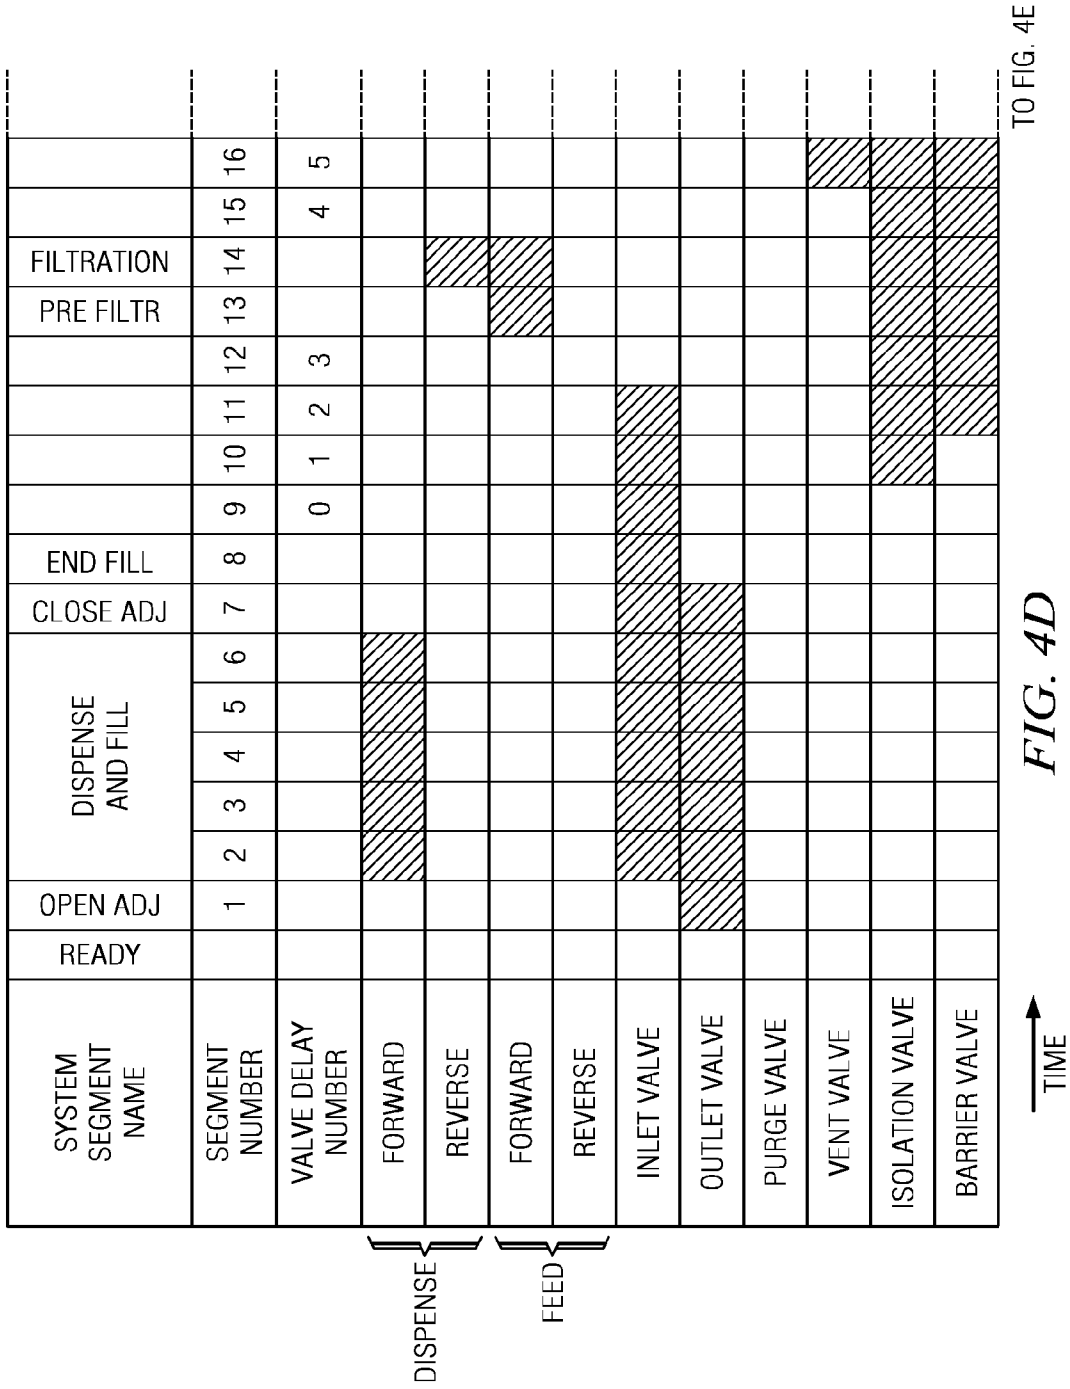 SYSTEM
SEGMENT
NAME
READY
OPEN ADJ
DISPENSE
AND FILL
CLOSE ADJ
END FILL
PRE FILTR
FILTRATION
SEGMENT
NUMBER
1 2 3 4 5 6 7 8 9 10 11 12 13 14 15 16
VALVE DELAY
NUMBER
0 1 2 3 4 5
DISPENSE
FORWARD
REVERSE
FEED
FORWARD
REVERSE
INLET VALVE
OUTLET VALVE
PURGE VALVE
VENT VALVE
ISOLATION VALVE
BARRIER VALVE
TIME
TO FIG. 4E
FIG. 4D